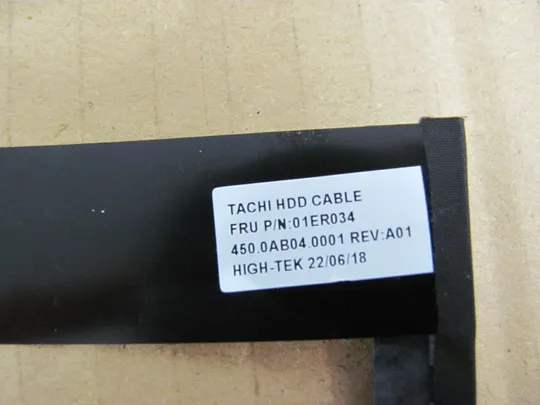 TACHI HDD CABLE
FRU P/N:01ER034
450.0AB04.0001 REV:A01
HIGH-TEK 22/06/18